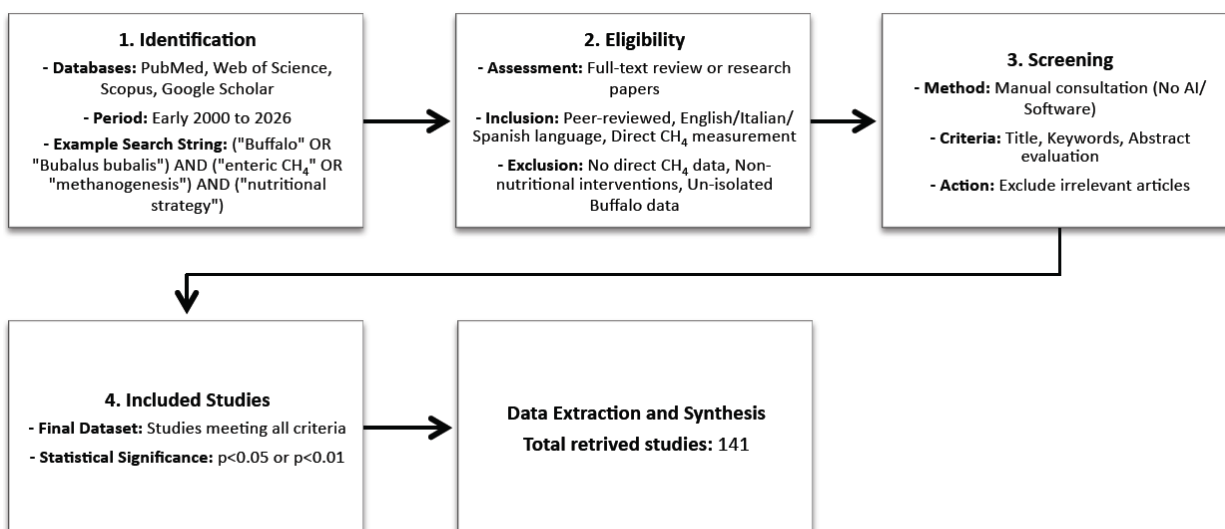 1. Identification
- Databases: PubMed, Web of Science,
Scopus, Google Scholar
- Period: Early 2000 to 2026
- Example Search String: ("Buffalo" OR
"Bubalus bubalis") AND ("enteric CH₄" OR
"methanogenesis") AND ("nutritional
strategy")
2. Eligibility
- Assessment: Full-text review or research
papers
- Inclusion: Peer-reviewed, English/Italian/
Spanish language, Direct CH₄ measurement
- Exclusion: No direct CH₄ data, Non-
nutritional interventions, Un-isolated
Buffalo data
3. Screening
- Method: Manual consultation (No AI/
Software)
- Criteria: Title, Keywords, Abstract
evaluation
- Action: Exclude irrelevant articles
4. Included Studies
- Final Dataset: Studies meeting all criteria
- Statistical Significance: p<0.05 or p<0.01
Data Extraction and Synthesis
Total retrived studies: 141